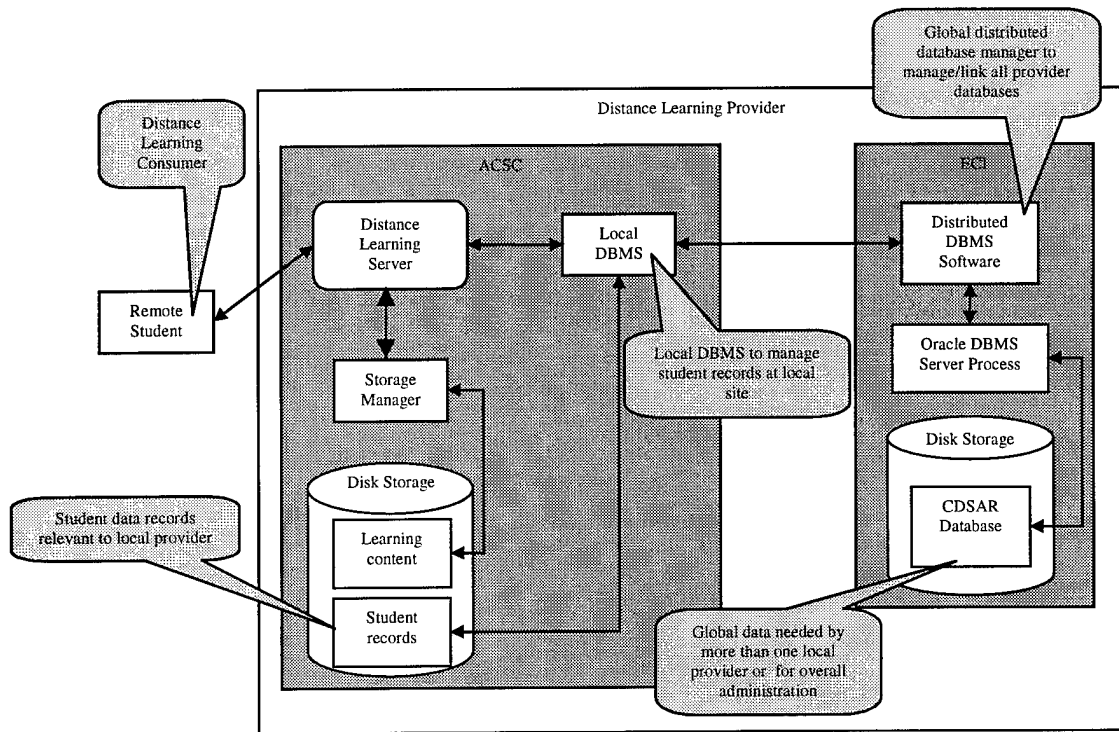 Global distributed
database manager to
manage/link all provider
databases
Distance Learning Provider
Distance
Learning
Consumer
ACSC
ECI
Distance
Learning
Server
Local
DBMS
Distributed
DBMS
Software
Remote
Student
Local DBMS to manage
student records at local
site
Oracle DBMS
Server Process
Storage
Manager
Disk Storage
Disk Storage
Student data records
relevant to local provider
Learning
content
CDSAR
Database
Student
records
Global data needed by
more than one local
provider or for overall
administration